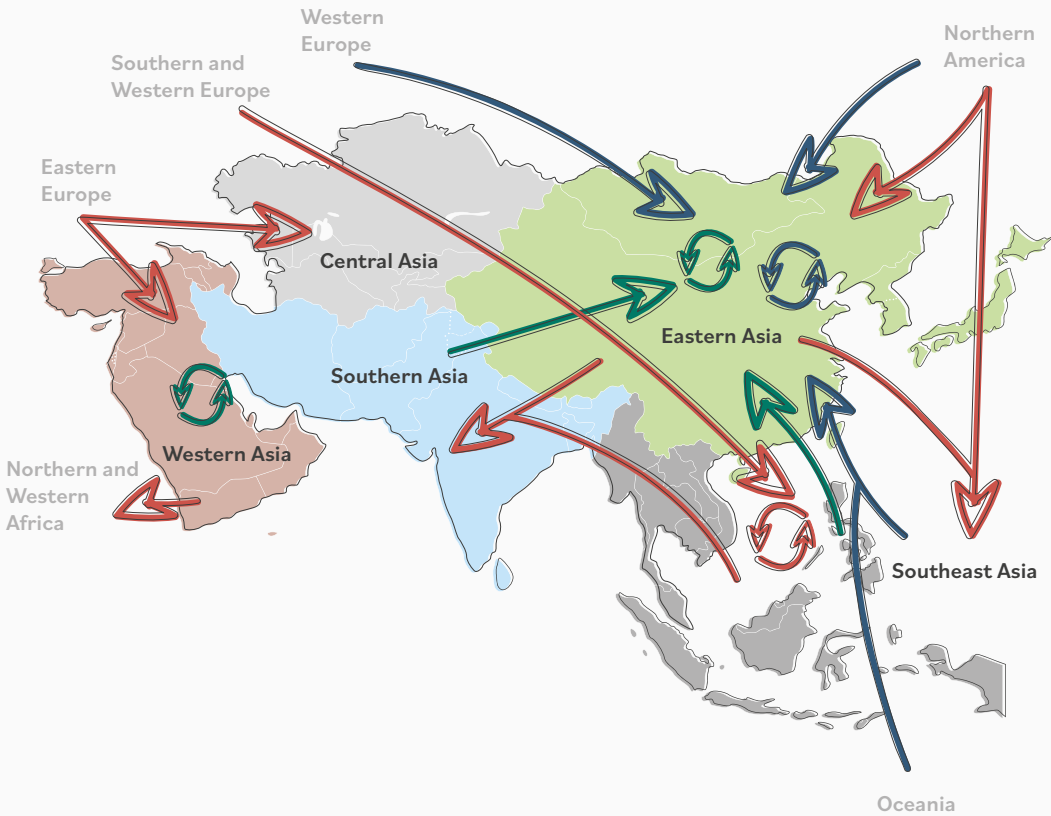 Western
Europe
Northern
America
Southern and
Western Europe
Eastern
Europe
Central Asia
Eastern Asia
Southern Asia
Western Asia
Northern and
Western
Africa
Southeast Asia
Oceania